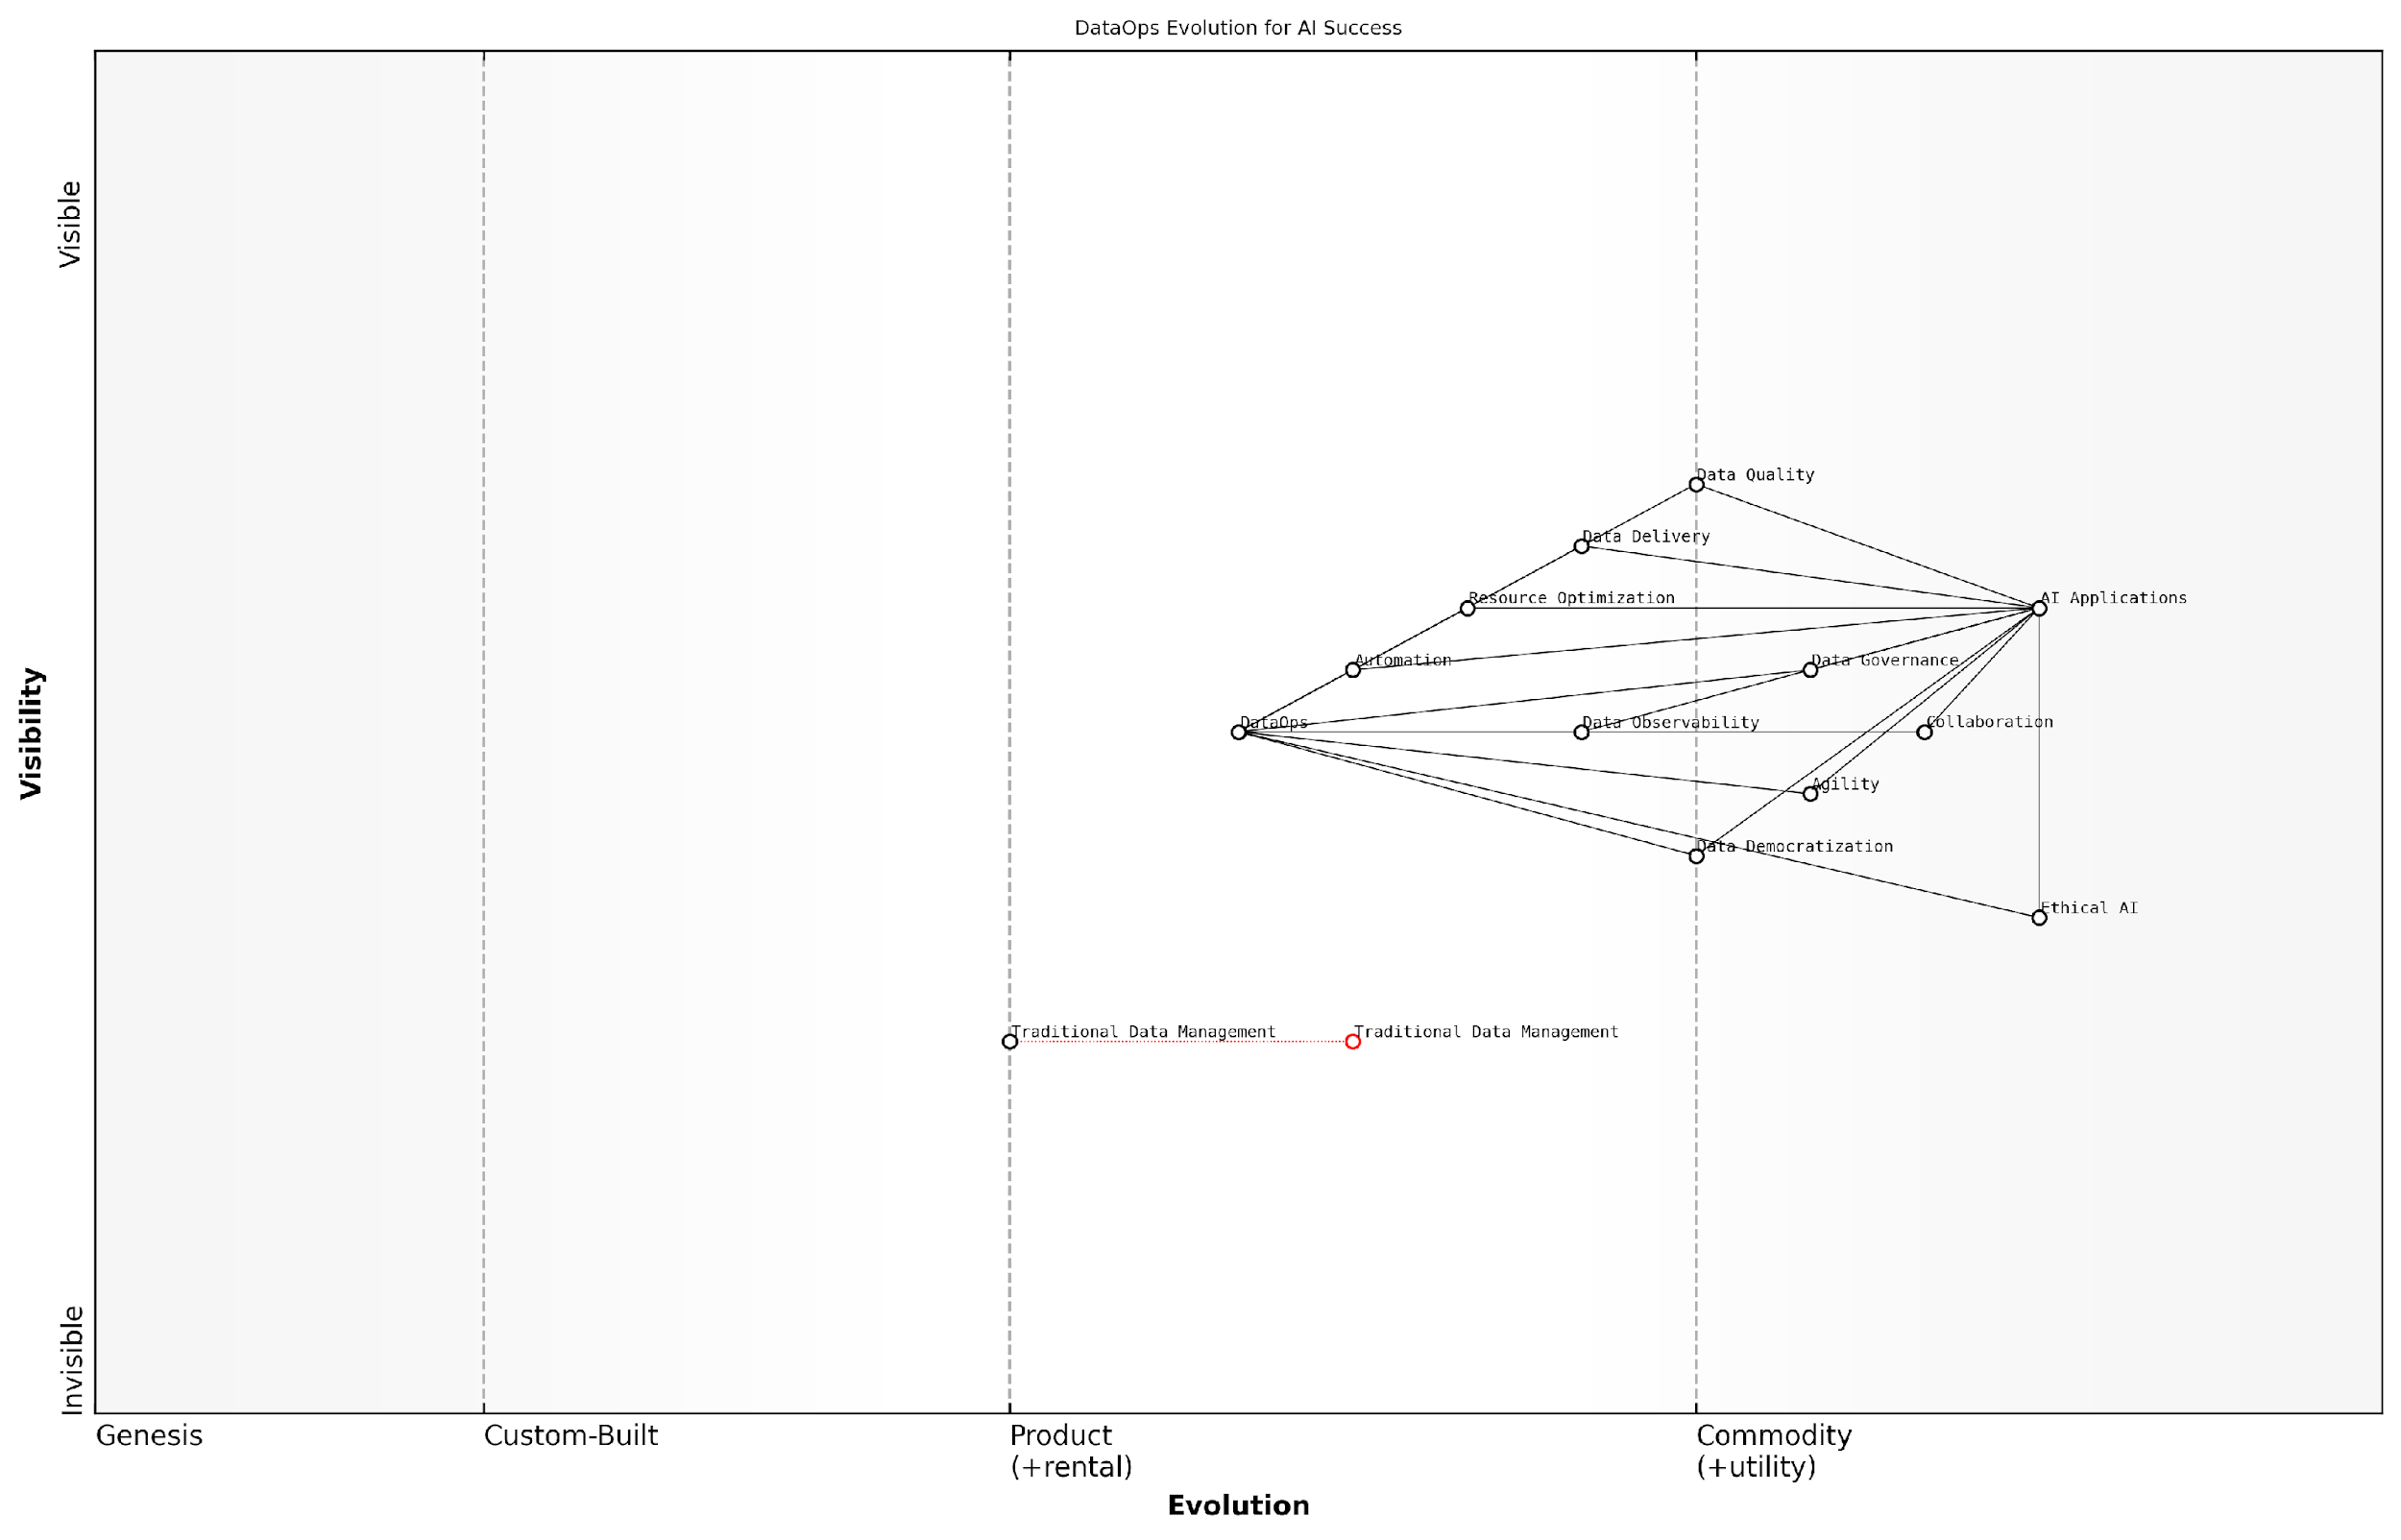 DataOps Evolution for AI Success
Visible
Data Quality
Data Delivery
Resource Optimization
AI Applications
Automation
Data Governance
DataOps
Data Observability
Collaboration
Visibility
Agility
Data Democratization
Ethical AI
Traditional Data Management
Traditional Data Management
Invisible
Genesis
Custom-Built
Product
(+rental)
Commodity
(+utility)
Evolution